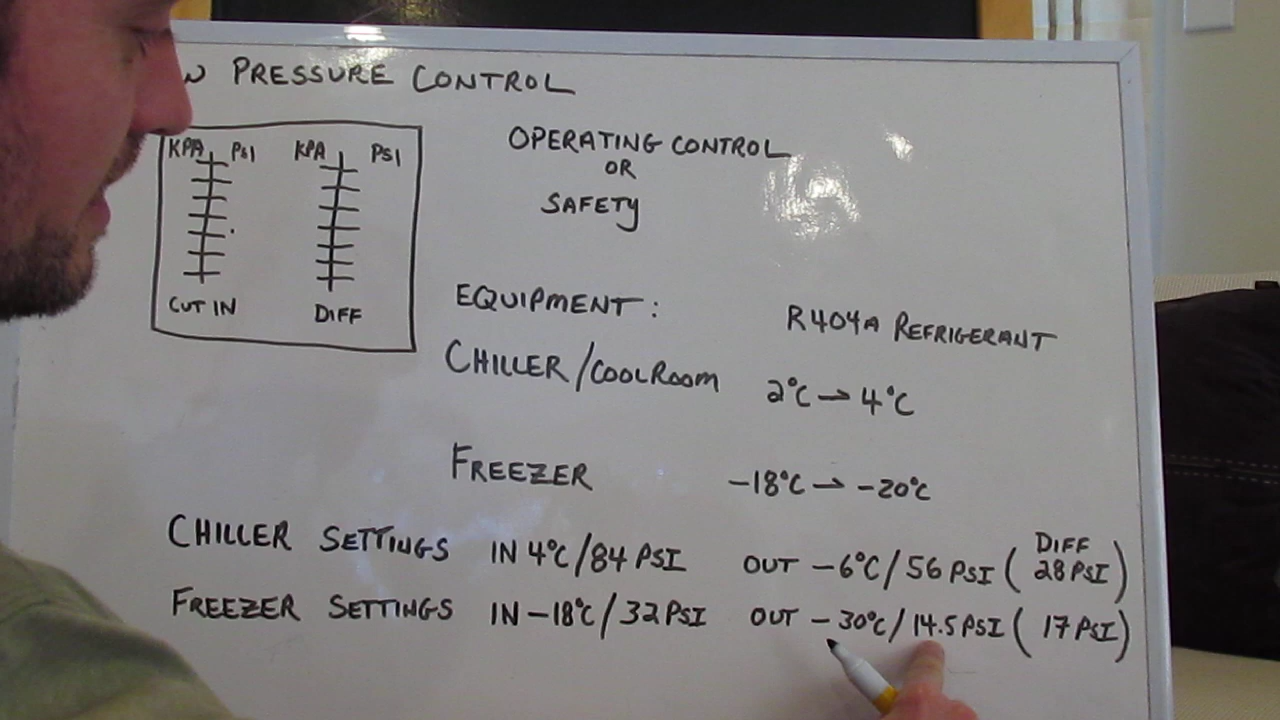 PRESSURE CONTROL
KPA PSI KPA PSI
CUT IN DIFF
OPERATING CONTROL
OR
SAFETY
EQUIPMENT:
R404A REFRIGERANT
CHILLER/COOLROOM 2°C → 4°C
FREEZER -18°C → -20°C
CHILLER SETTINGS IN 4°C/84 PSI OUT -6°C/56 PSI (DIFF 28 PSI)
FREEZER SETTINGS IN -18°C/32 PSI OUT -30°C/14.5 PSI (17 PSI)